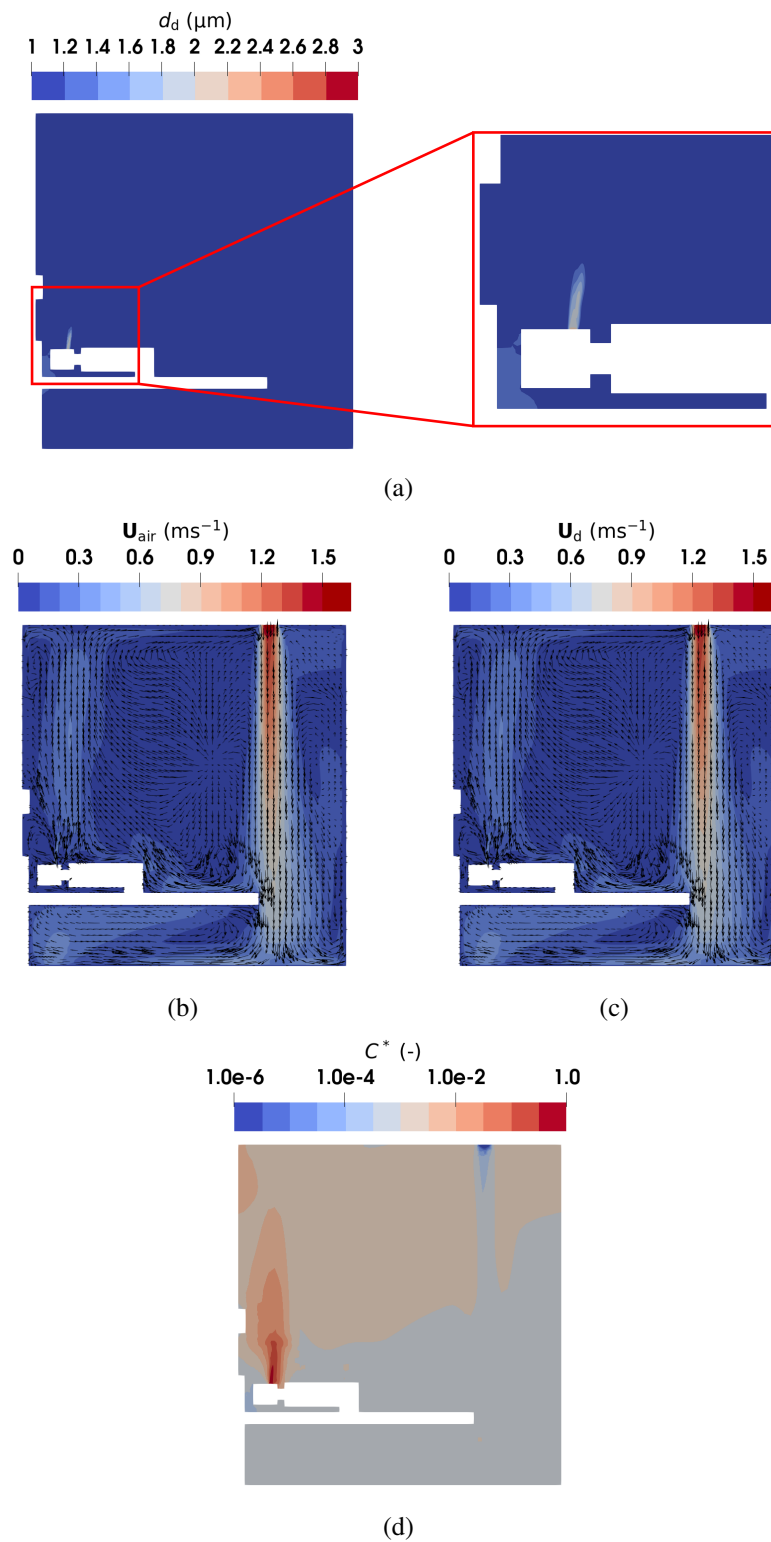 d_d (μm)
1 1.2 1.4 1.6 1.8 2 2.2 2.4 2.6 2.8 3
(a)
U_air (ms⁻¹) U_d (ms⁻¹)
0 0.3 0.6 0.9 1.2 1.5 0 0.3 0.6 0.9 1.2 1.5
(b) (c)
C* (-)
1.0e-6 1.0e-4 1.0e-2 1.0
(d)